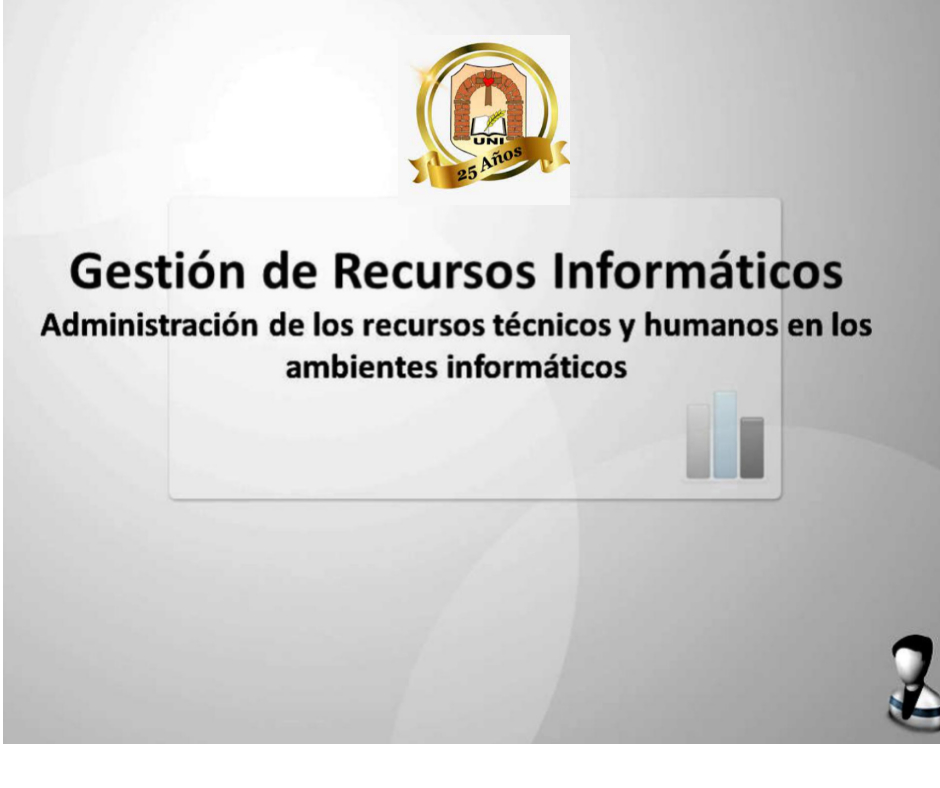 UNI
25 Años
Gestión de Recursos Informáticos
Administración de los recursos técnicos y humanos en los
ambientes informáticos